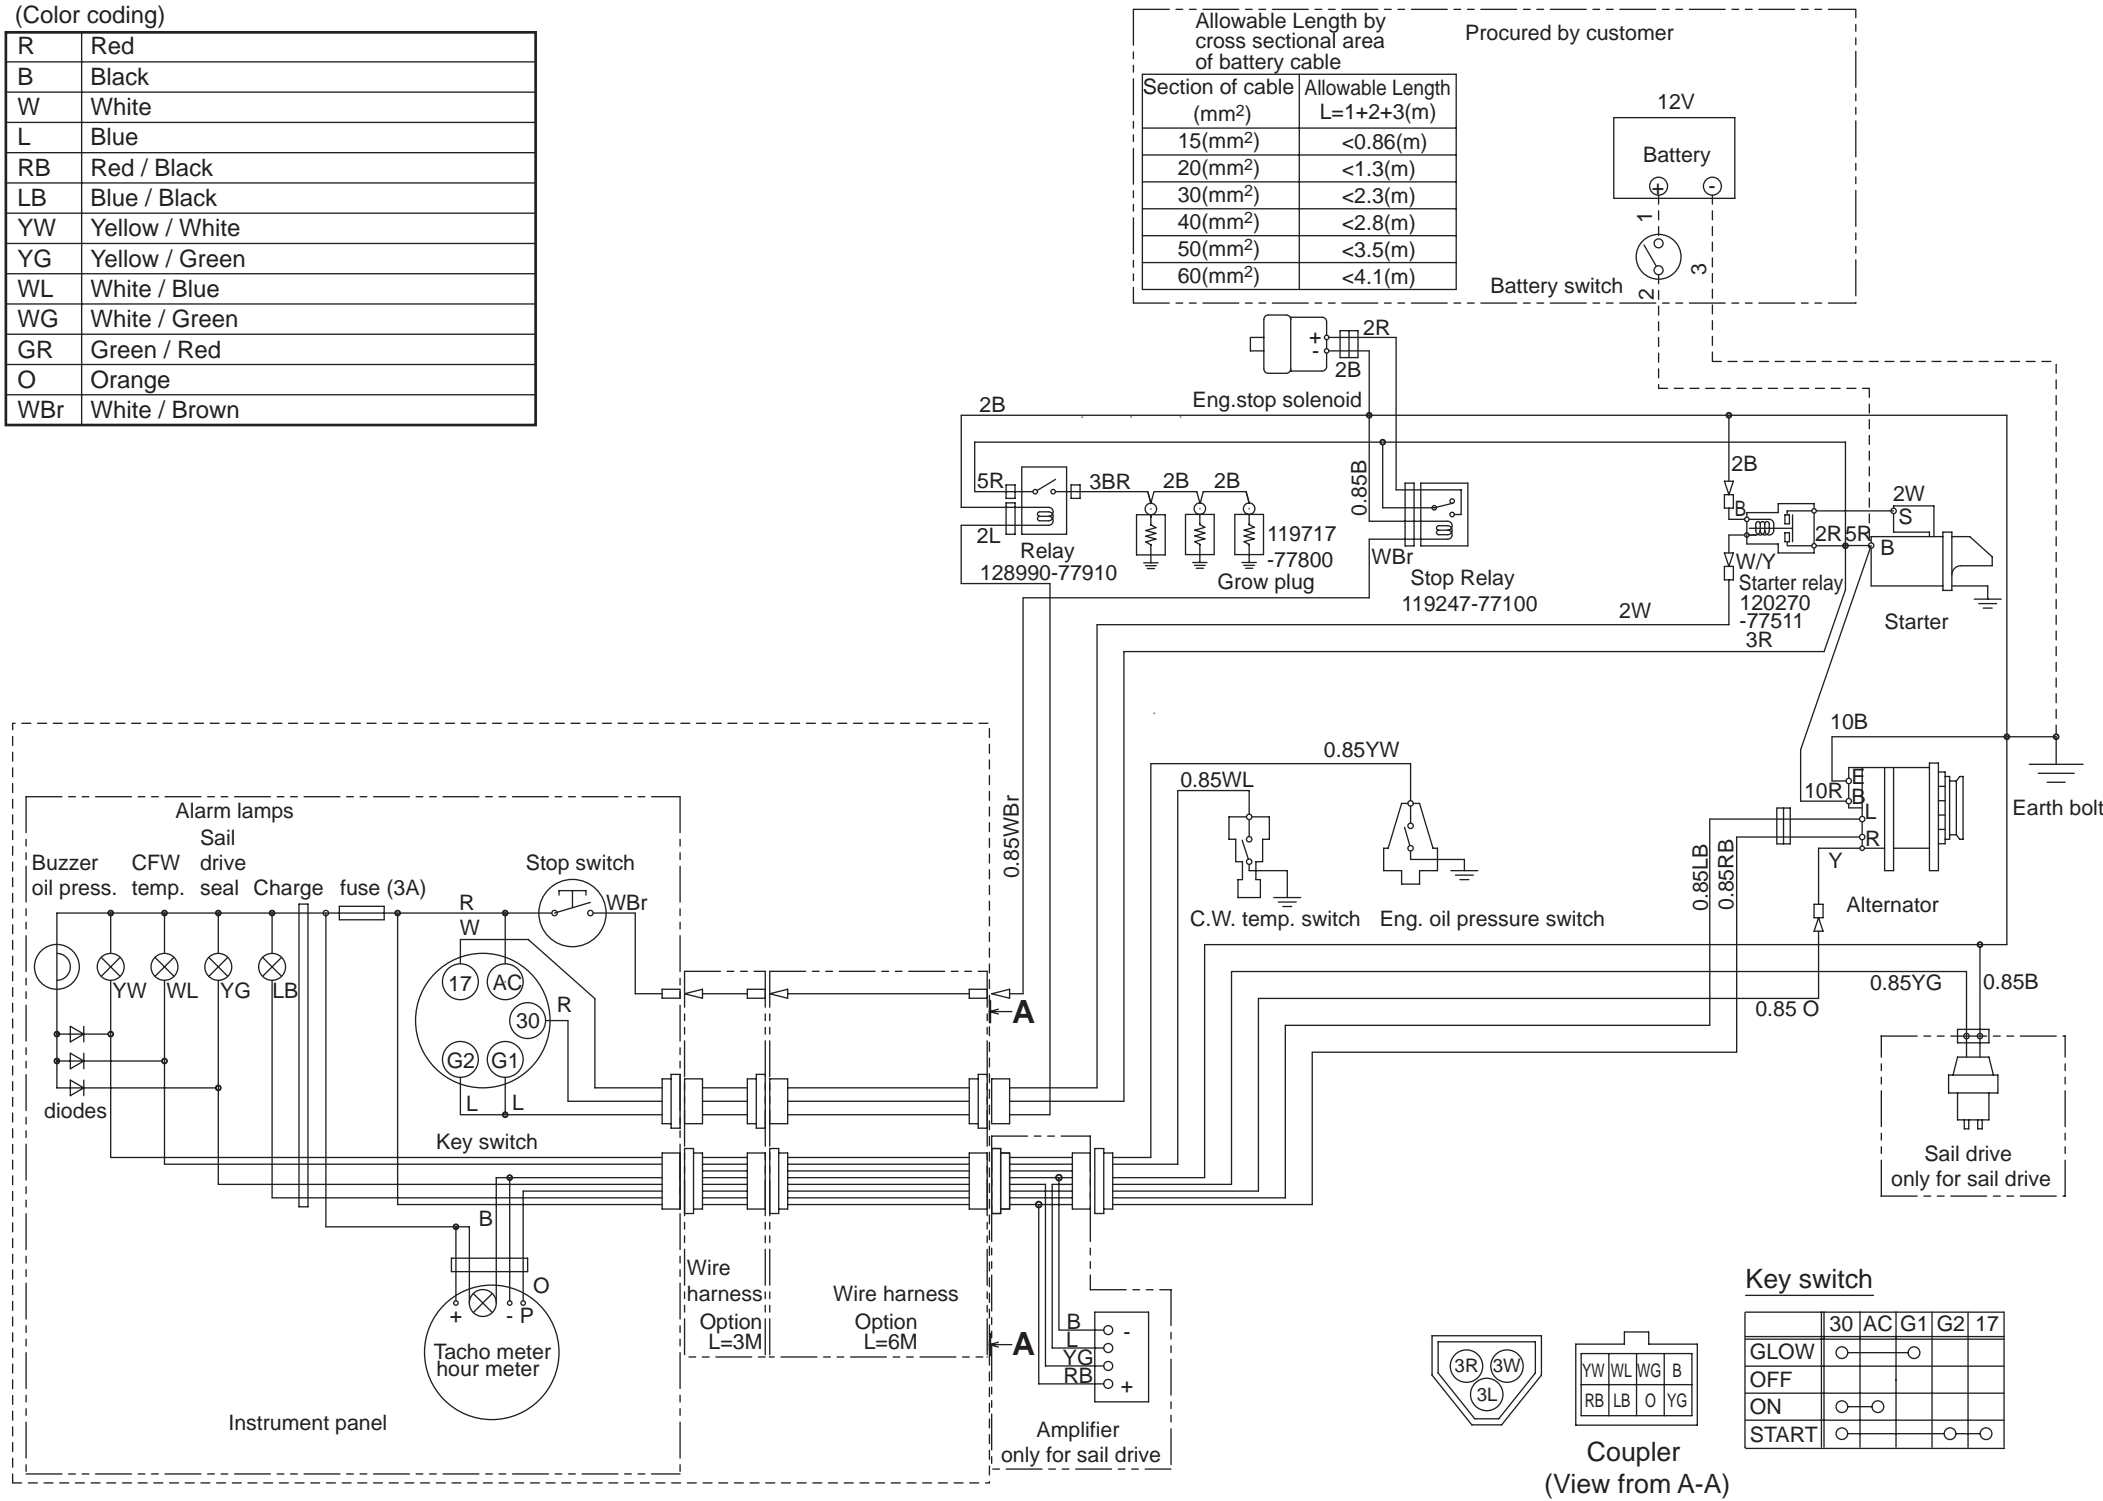 (Color coding)
R Red
B Black
W White
L Blue
RB Red / Black
LB Blue / Black
YW Yellow / White
YG Yellow / Green
WL White / Blue
WG White / Green
GR Green / Red
O Orange
WBr White / Brown
Allowable Length by
cross sectional area
of battery cable
Procured by customer
Section of cable Allowable Length
(mm2) L=1+2+3(m)
15(mm2) <0.86(m)
20(mm2) <1.3(m)
30(mm2) <2.3(m)
40(mm2) <2.8(m)
50(mm2) <3.5(m)
60(mm2) <4.1(m)
12V
Battery
+ -
1
2
3
Battery switch
+
-
2R
2B
Eng.stop solenoid
2B
5R
3BR
2B
2B
2L
Relay
128990-77910
119717
-77800
Grow plug
0.85B
WBr
Stop Relay
119247-77100
2B
B
W/Y
2R
5R
Starter relay
120270
-77511
2W
S
B
Starter
2W
3R
0.85WBr
0.85YW
0.85WL
C.W. temp. switch
Eng. oil pressure switch
10B
10R
E
B
L
R
Y
Alternator
Earth bolt
0.85LB
0.85RB
0.85YG
0.85B
0.85 O
Sail drive
only for sail drive
Alarm lamps
Buzzer
oil press.
CFW
temp.
Sail
drive
seal
Charge
fuse (3A)
Stop switch
R
W
WBr
YW
WL
YG
LB
17
AC
30
R
G2
G1
L
L
diodes
Key switch
B
O
+
-
P
Tacho meter
hour meter
Instrument panel
Wire
harness
Option
L=3M
Wire harness
Option
L=6M
A
A
B -
L
YG
RB +
Amplifier
only for sail drive
3R 3W
3L
YW WL WG B
RB LB O YG
Coupler
(View from A-A)
Key switch
30 AC G1 G2 17
GLOW
OFF
ON
START